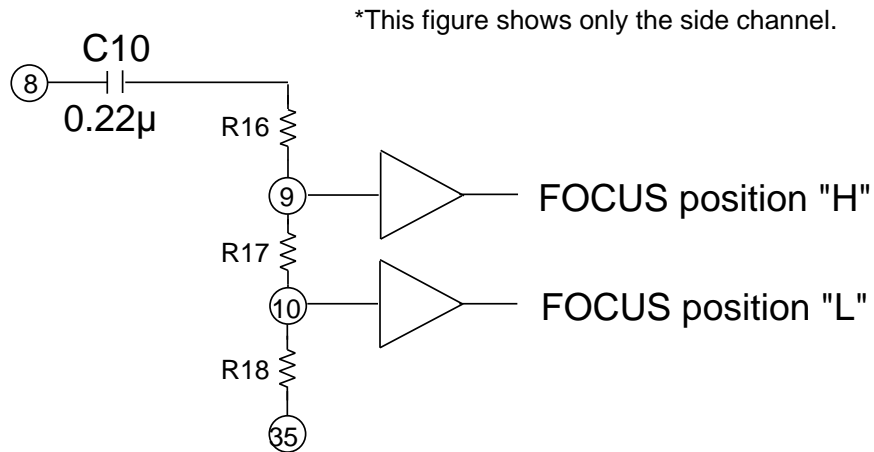 *This figure shows only the side channel.
C10
8
0.22μ
R16
9
FOCUS position "H"
R17
10
FOCUS position "L"
R18
35